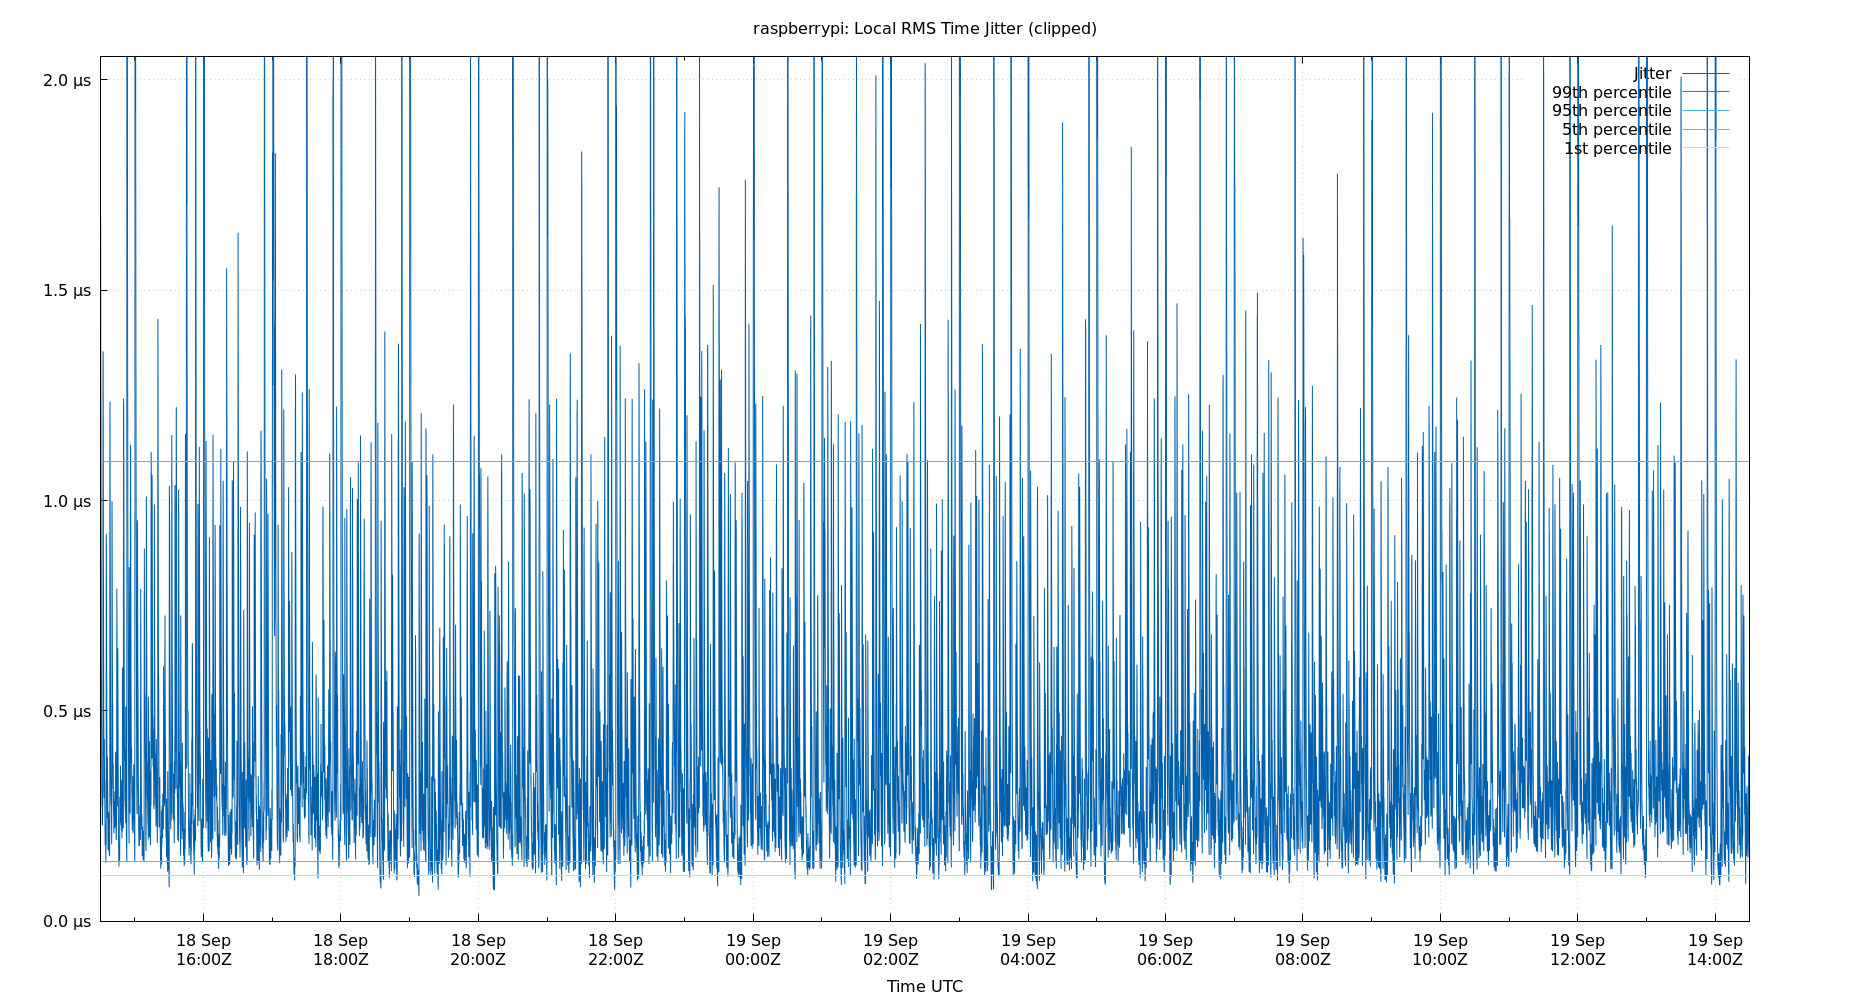 raspberrypi: Local RMS Time Jitter (clipped)
2.0 µs
1.5 µs
1.0 µs
0.5 µs
0.0 µs
Jitter
99th percentile
95th percentile
5th percentile
1st percentile
18 Sep 18 Sep 18 Sep 18 Sep 19 Sep 19 Sep 19 Sep 19 Sep 19 Sep 19 Sep 19 Sep 19 Sep
16:00Z 18:00Z 20:00Z 22:00Z 00:00Z 02:00Z 04:00Z 06:00Z 08:00Z 10:00Z 12:00Z 14:00Z
Time UTC